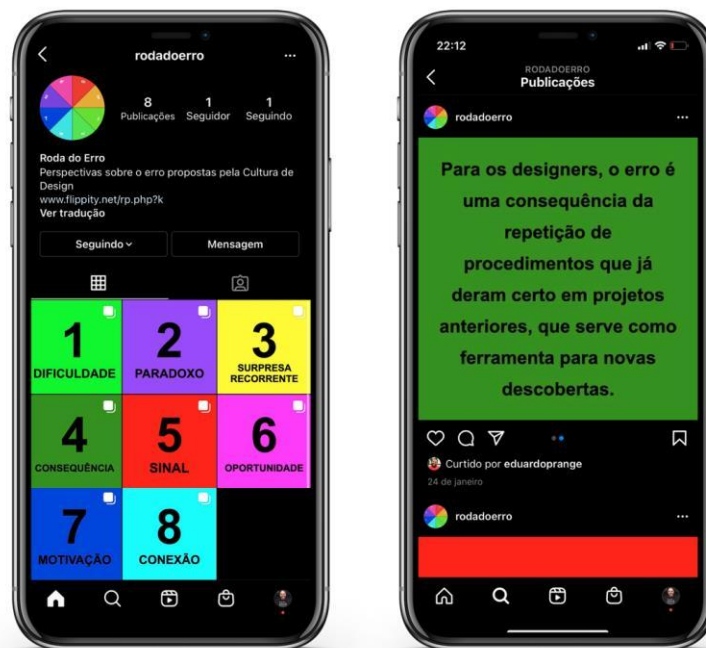 rodadoerro
8 1 1
Publicações Seguidor Seguindo
Roda do Erro
Perspectivas sobre o erro propostas pela Cultura de
Design
www.flippity.net/rp.php?k
Ver tradução
Seguindo Mensagem
1 2 3
DIFICULDADE PARADOXO SURPRESA
RECORRENTE
4 5 6
CONSEQUÊNCIA SINAL OPORTUNIDADE
7 8
MOTIVAÇÃO CONEXÃO
22:12
RODADOERRO
Publicações
rodadoerro
Para os designers, o erro é
uma consequência da
repetição de
procedimentos que já
deram certo em projetos
anteriores, que serve como
ferramenta para novas
descobertas.
Curtido por eduardoprange
24 de janeiro
rodadoerro